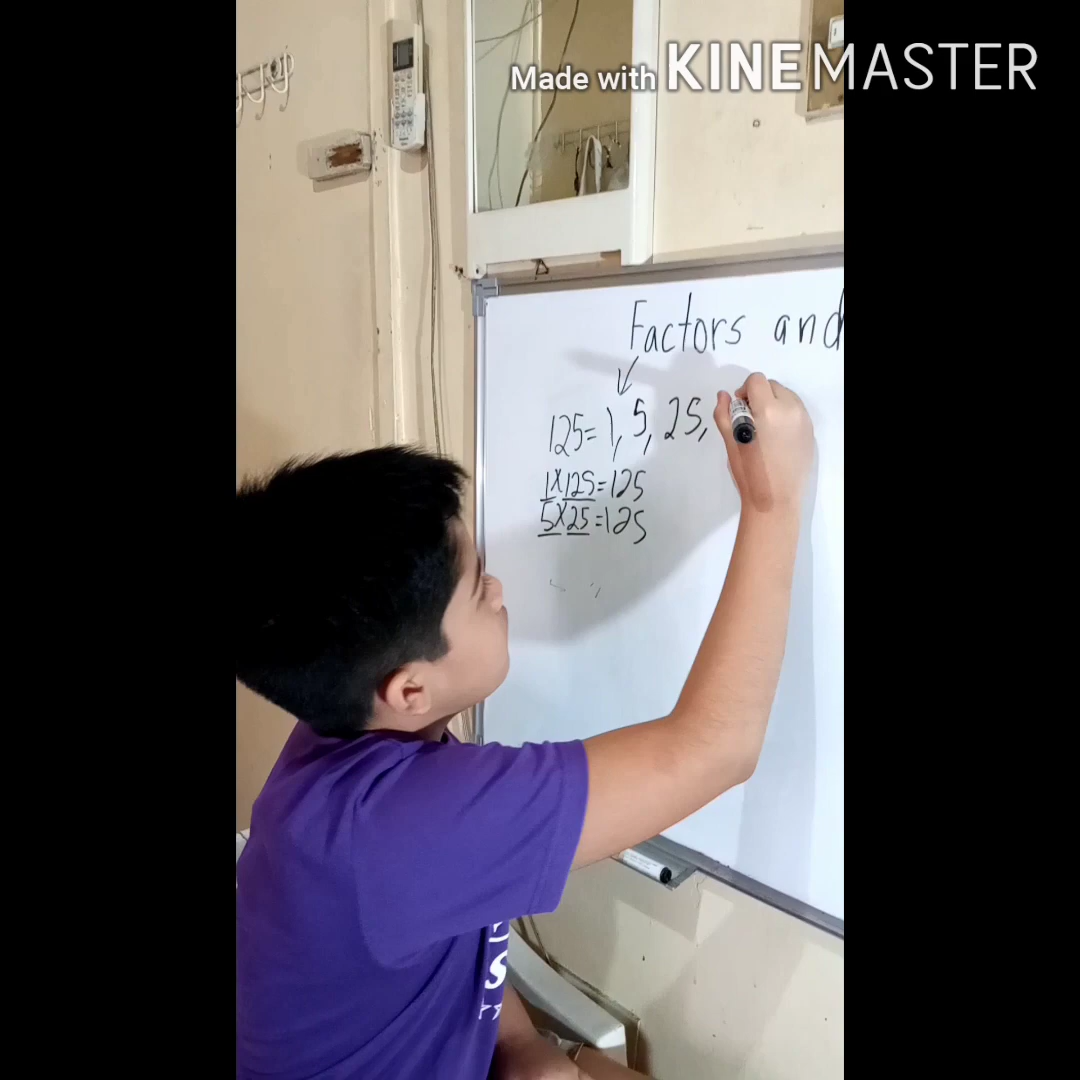 Made with KINEMASTER
Factors and
125= 1, 5, 25,
1x125=125
5x25=125
S